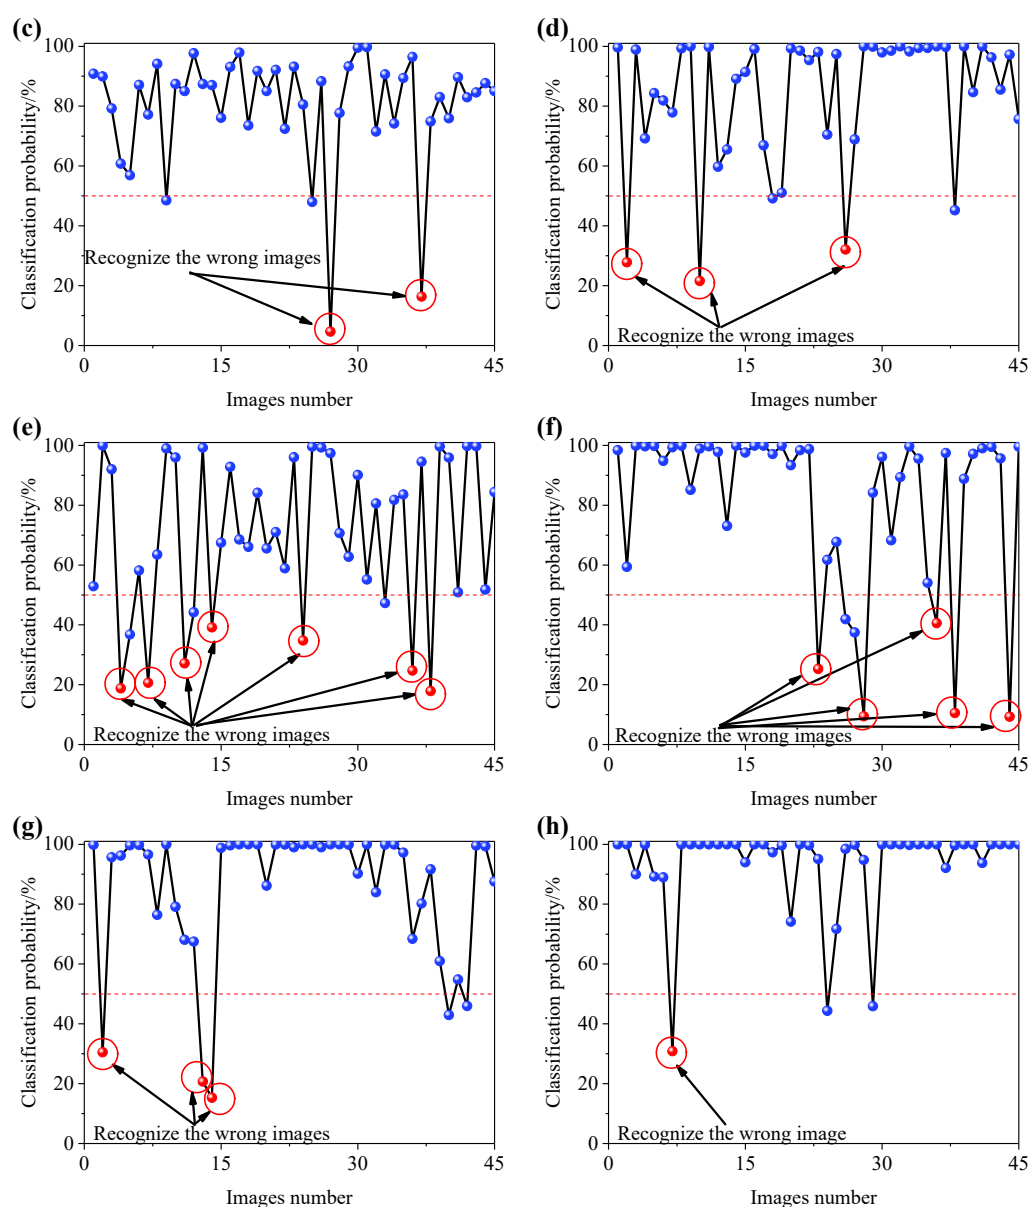 (c)
100
80
60
40
20
0
Classification probability/%
Recognize the wrong images
0 15 30 45
Images number
(d)
100
80
60
40
20
0
Classification probability/%
Recognize the wrong images
0 15 30 45
Images number
(e)
100
80
60
40
20
0
Classification probability/%
Recognize the wrong images
0 15 30 45
Images number
(f)
100
80
60
40
20
0
Classification probability/%
Recognize the wrong images
0 15 30 45
Images number
(g)
100
80
60
40
20
0
Classification probability/%
Recognize the wrong images
0 15 30 45
Images number
(h)
100
80
60
40
20
0
Classification probability/%
Recognize the wrong image
0 15 30 45
Images number